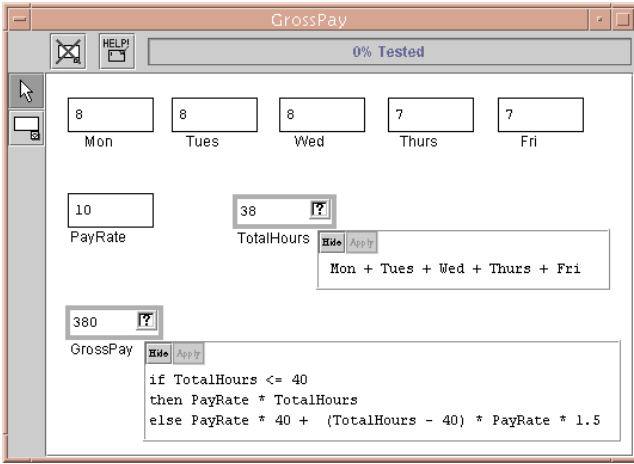 GrossPay
HELP!
0% Tested
8 8 8 7 7
Mon Tues Wed Thurs Fri
10 38 ?
PayRate TotalHours Hide Apply
Mon + Tues + Wed + Thurs + Fri
380 ?
GrossPay Hide Apply
if TotalHours <= 40
then PayRate * TotalHours
else PayRate * 40 + (TotalHours - 40) * PayRate * 1.5